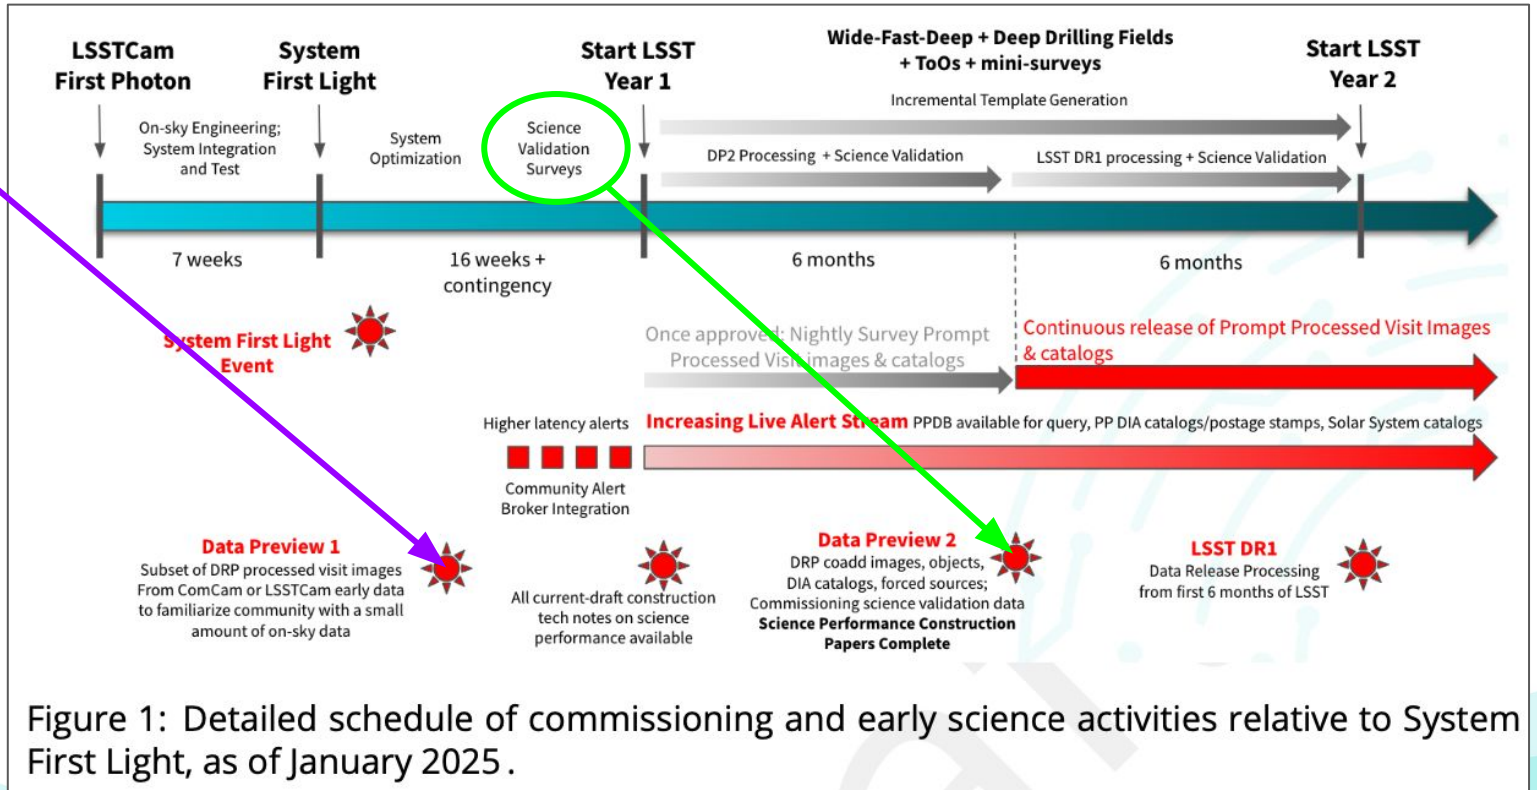 LSSTCam
First Photon
System
First Light
Start LSST
Year 1
Wide-Fast-Deep + Deep Drilling Fields
+ ToOs + mini-surveys
Start LSST
Year 2
Incremental Template Generation
On-sky Engineering;
System Integration
and Test
System
Optimization
Science
Validation
Surveys
DP2 Processing + Science Validation
LSST DR1 processing + Science Validation
7 weeks
16 weeks +
contingency
6 months
6 months
System First Light
Event
Once approved: Nightly Survey Prompt
Processed Visit images & catalogs
Continuous release of Prompt Processed Visit Images
& catalogs
Higher latency alerts
Increasing Live Alert Stream PPDB available for query, PP DIA catalogs/postage stamps, Solar System catalogs
Community Alert
Broker Integration
Data Preview 1
Subset of DRP processed visit images
From ComCam or LSSTCam early data
to familiarize community with a small
amount of on-sky data
All current-draft construction
tech notes on science
performance available
Data Preview 2
DRP coadd images, objects,
DIA catalogs, forced sources;
Commissioning science validation data
Science Performance Construction
Papers Complete
LSST DR1
Data Release Processing
from first 6 months of LSST
Figure 1: Detailed schedule of commissioning and early science activities relative to System
First Light, as of January 2025.